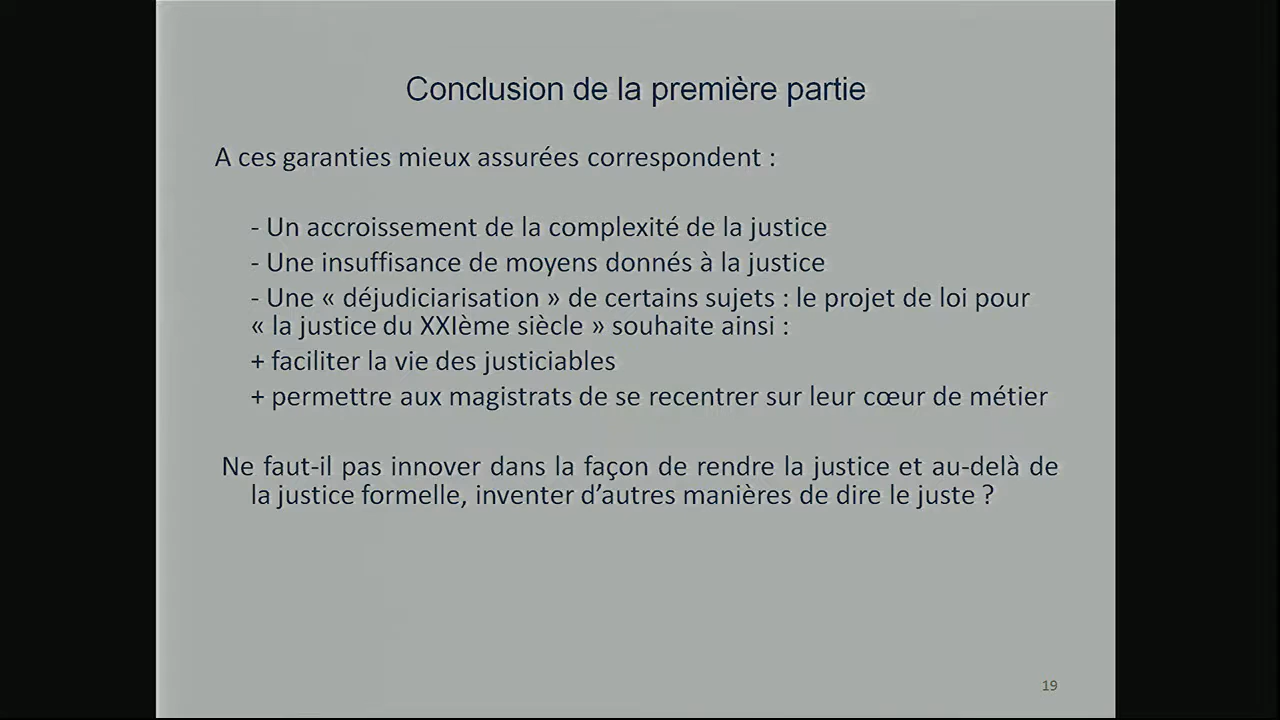 Conclusion de la première partie
A ces garanties mieux assurées correspondent :
- Un accroissement de la complexité de la justice
- Une insuffisance de moyens donnés à la justice
- Une « déjudiciarisation » de certains sujets : le projet de loi pour
« la justice du XXIème siècle » souhaite ainsi :
+ faciliter la vie des justiciables
+ permettre aux magistrats de se recentrer sur leur cœur de métier
Ne faut-il pas innover dans la façon de rendre la justice et au-delà de
la justice formelle, inventer d’autres manières de dire le juste ?
19